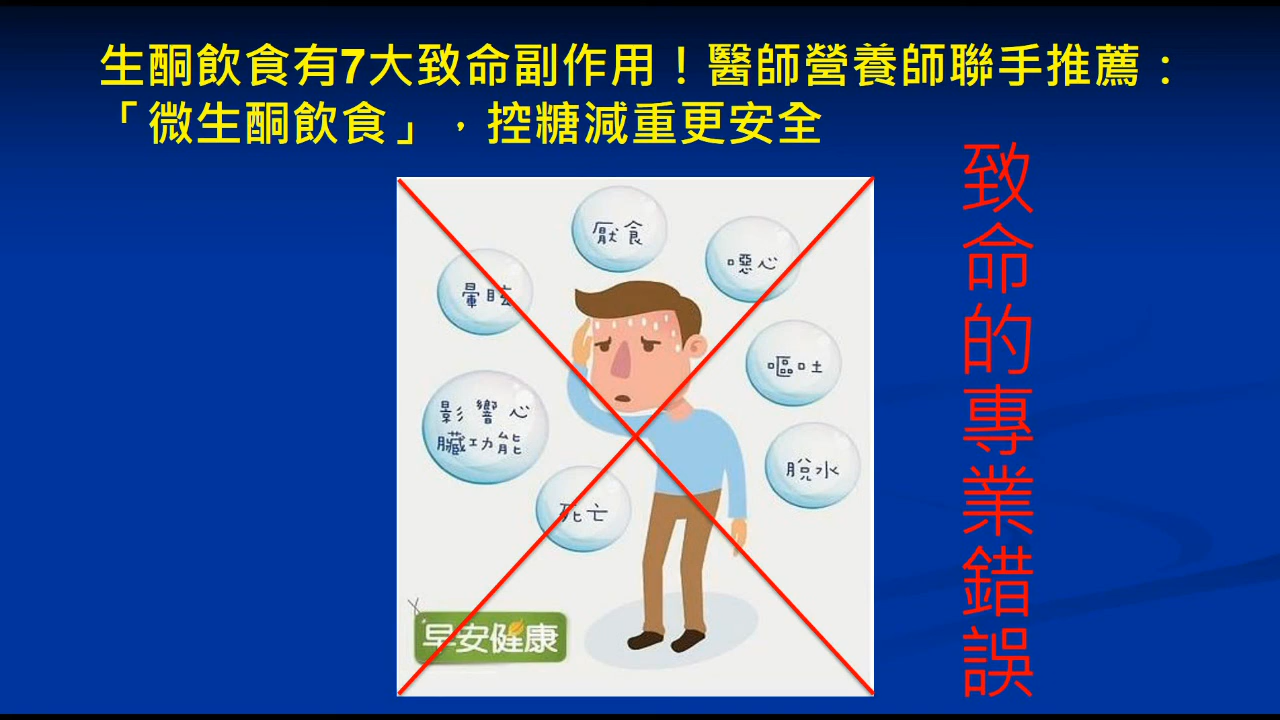 生酮飲食有7大致命副作用！醫師營養師聯手推薦：
「微生酮飲食」，控糖減重更安全
厭食
噁心
暈眩
嘔吐
影響心
臟功能
脫水
死亡
早安健康
致命的專業錯誤